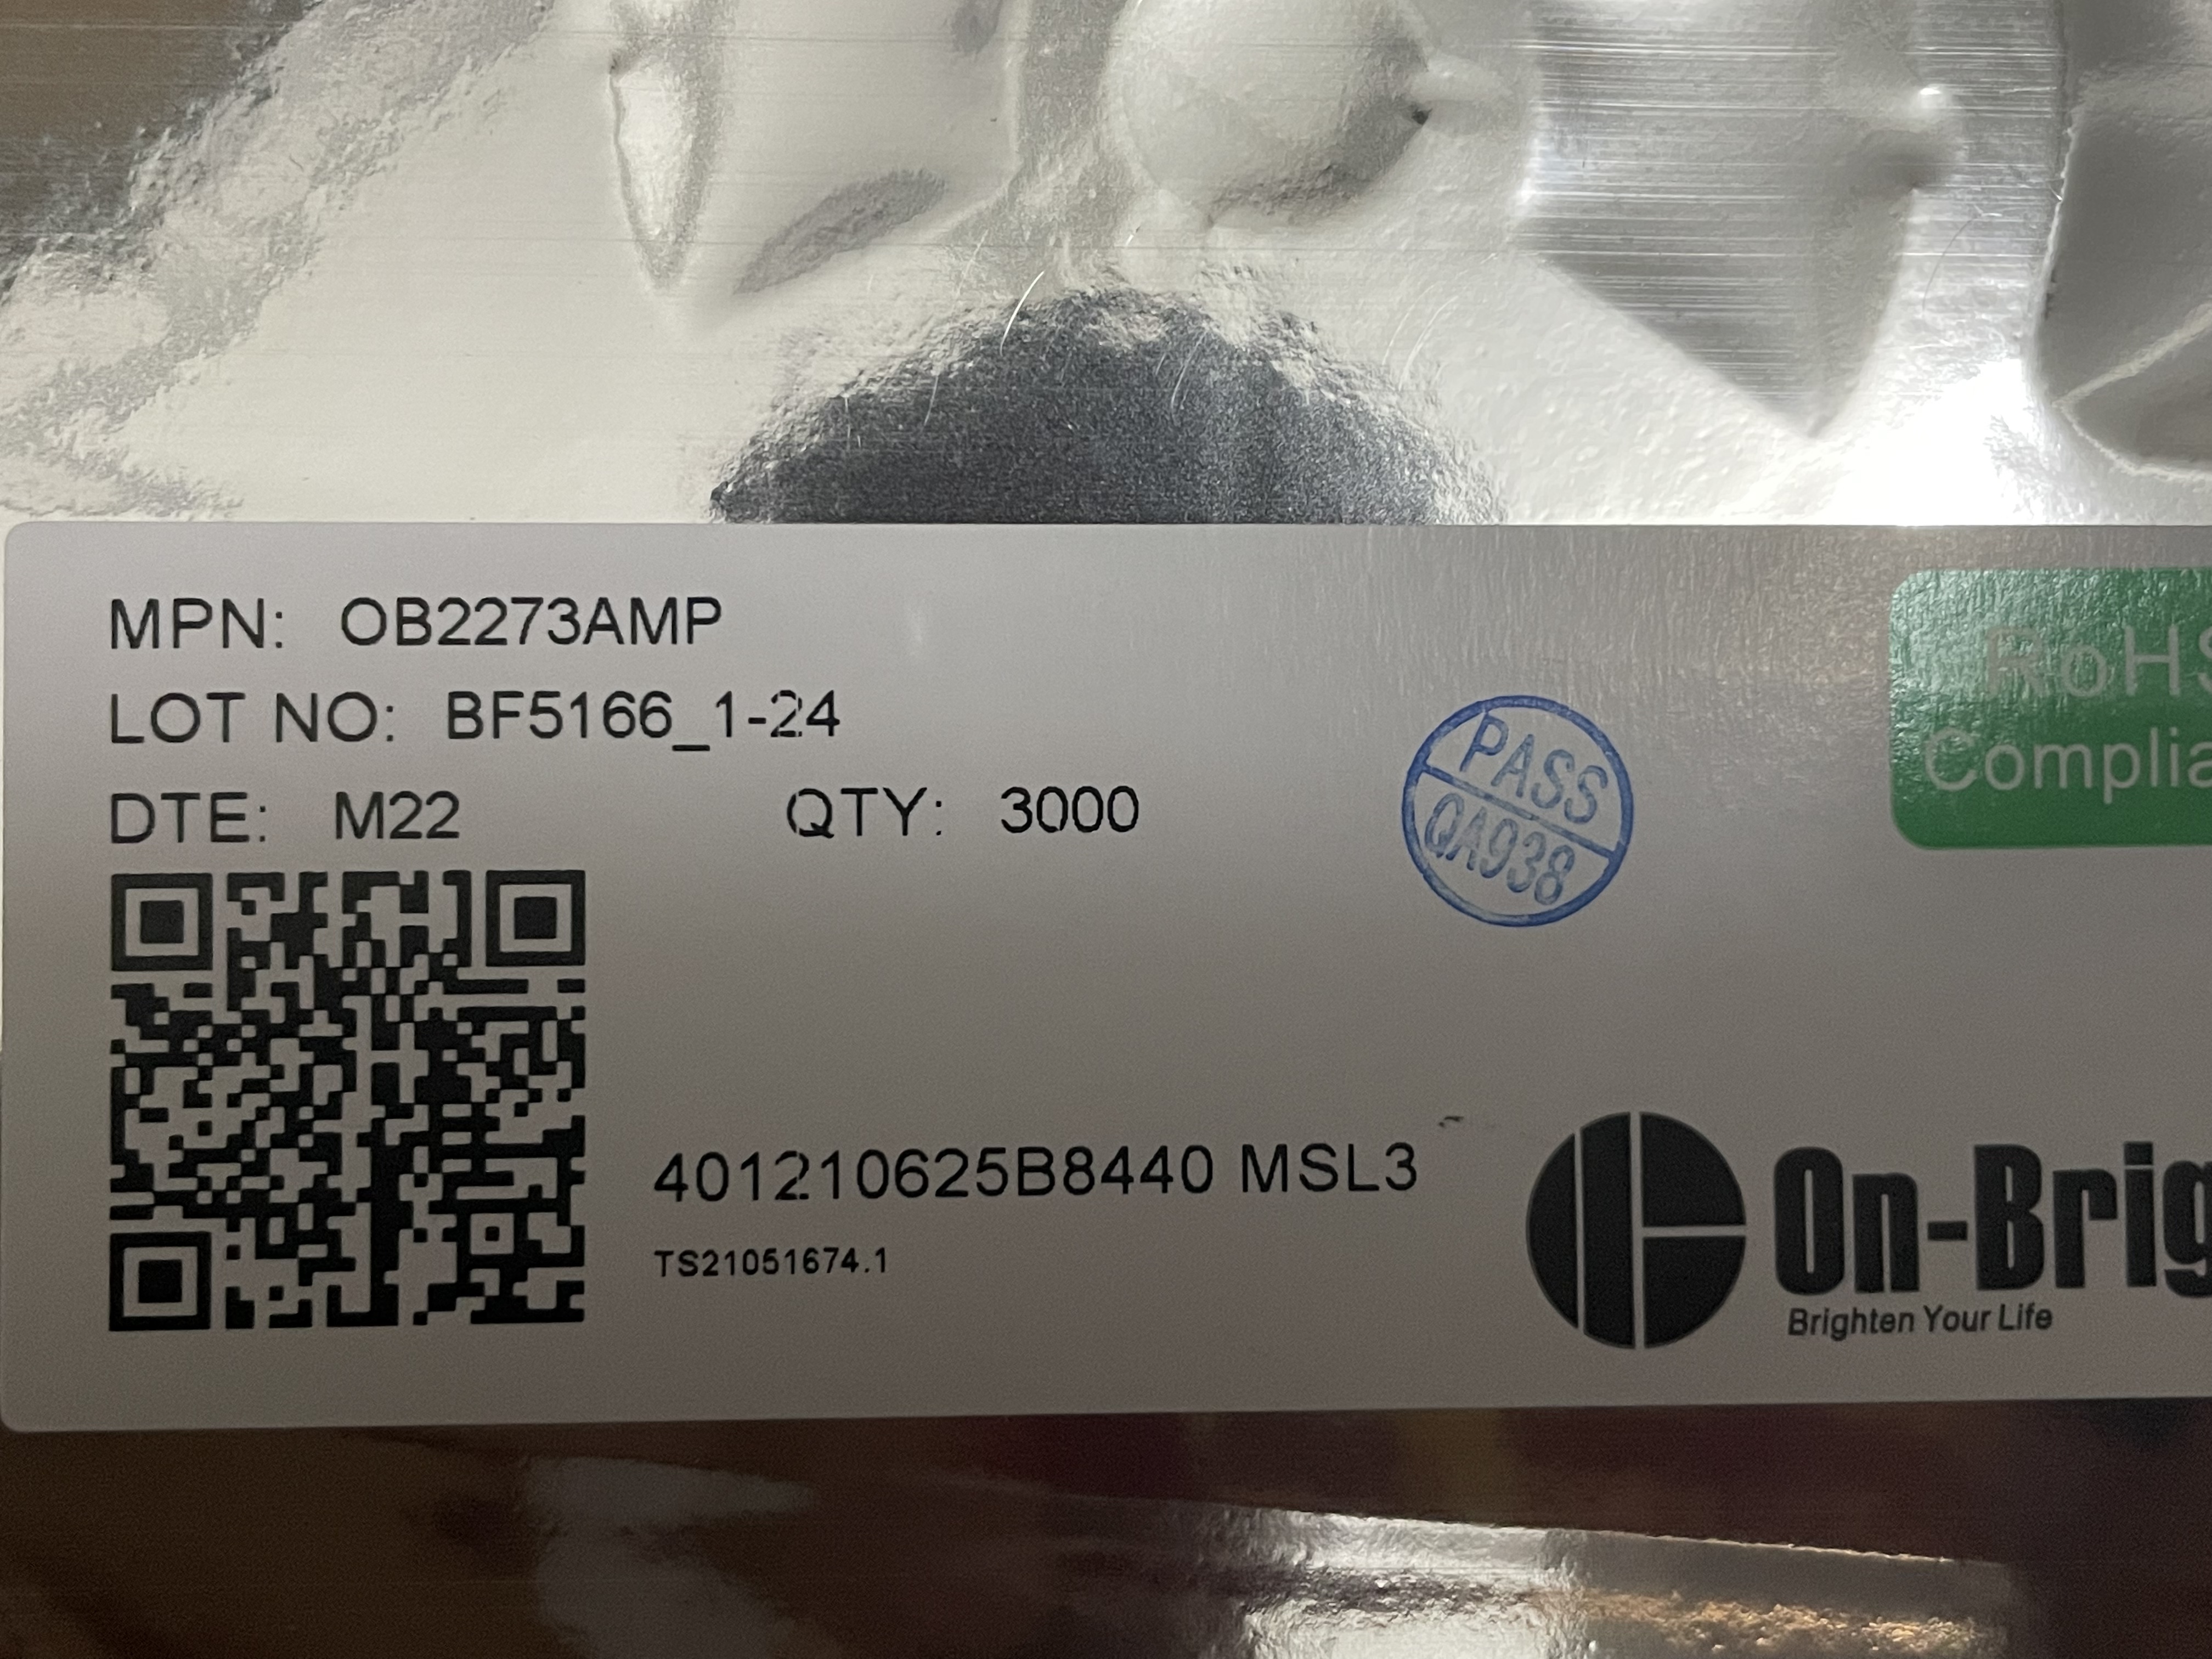 MPN: OB2273AMP
LOT NO: BF5166_1-24
DTE: M22 QTY: 3000
PASS
QA938
RoHS
Complia
401210625B8440 MSL3
TS21051674.1
On-Brig
Brighten Your Life